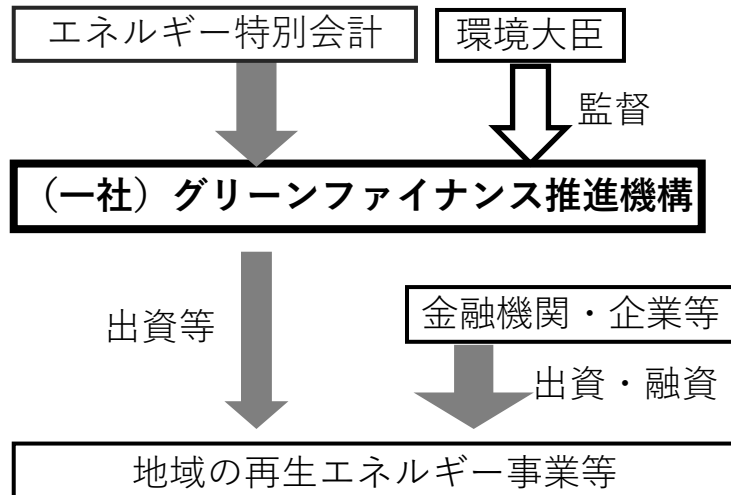 エネルギー特別会計
環境大臣
監督
（一社）グリーンファイナンス推進機構
出資等
金融機関・企業等
出資・融資
地域の再生エネルギー事業等